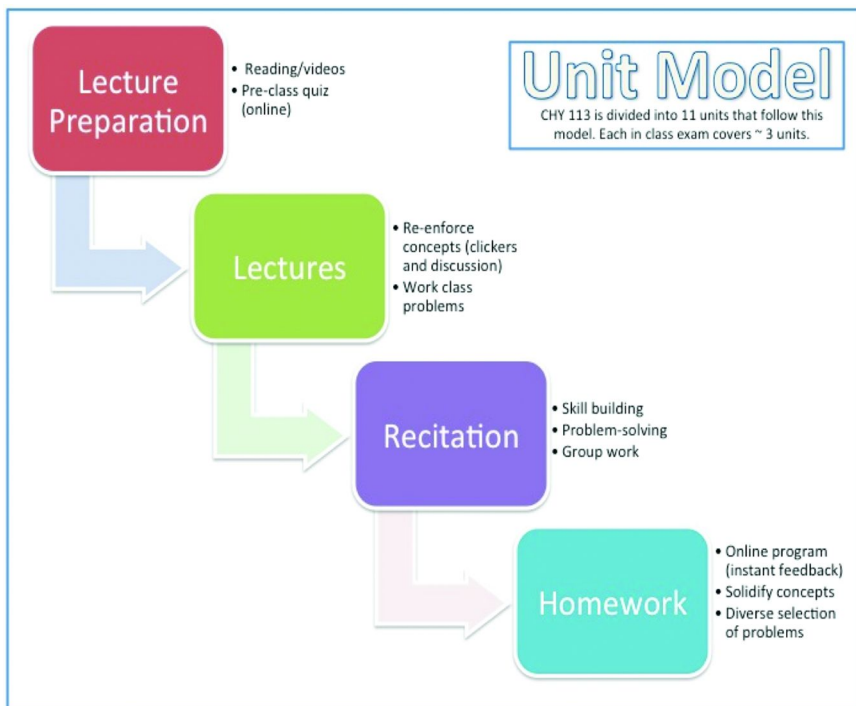 Unit Model
CHY 113 is divided into 11 units that follow this
model. Each in class exam covers ~ 3 units.
Lecture
Preparation
• Reading/videos
• Pre-class quiz
(online)
Lectures
• Re-enforce
concepts (clickers
and discussion)
• Work class
problems
Recitation
• Skill building
• Problem-solving
• Group work
Homework
• Online program
(instant feedback)
• Solidify concepts
• Diverse selection
of problems